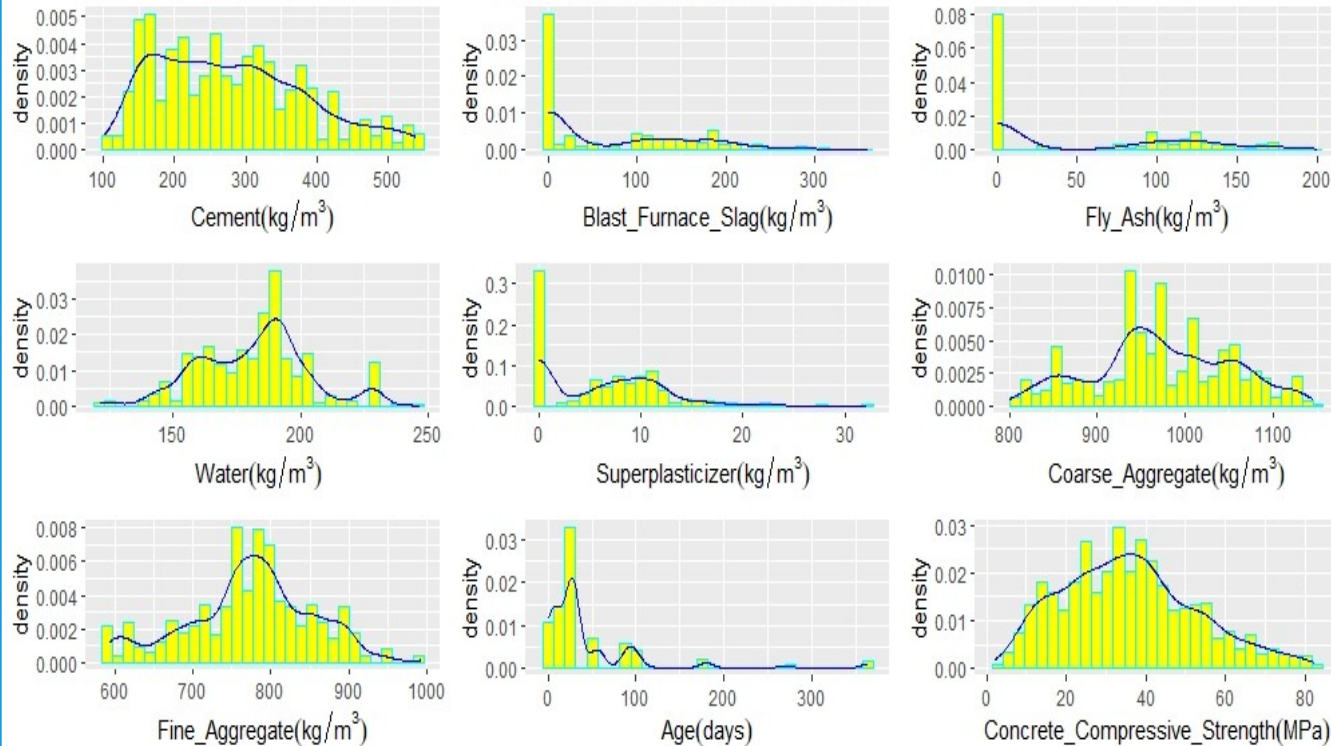 density
0.005
0.004
0.003
0.002
0.001
0.000
100 200 300 400 500
Cement(kg/m³)
density
0.03
0.02
0.01
0.00
0 100 200 300
Blast_Furnace_Slag(kg/m³)
density
0.08
0.06
0.04
0.02
0.00
0 50 100 150 200
Fly_Ash(kg/m³)
density
0.03
0.02
0.01
0.00
150 200 250
Water(kg/m³)
density
0.3
0.2
0.1
0.0
0 10 20 30
Superplasticizer(kg/m³)
density
0.0100
0.0075
0.0050
0.0025
0.0000
800 900 1000 1100
Coarse_Aggregate(kg/m³)
density
0.008
0.006
0.004
0.002
0.000
600 700 800 900 1000
Fine_Aggregate(kg/m³)
density
0.03
0.02
0.01
0.00
0 100 200 300
Age(days)
density
0.03
0.02
0.01
0.00
0 20 40 60 80
Concrete_Compressive_Strength(MPa)